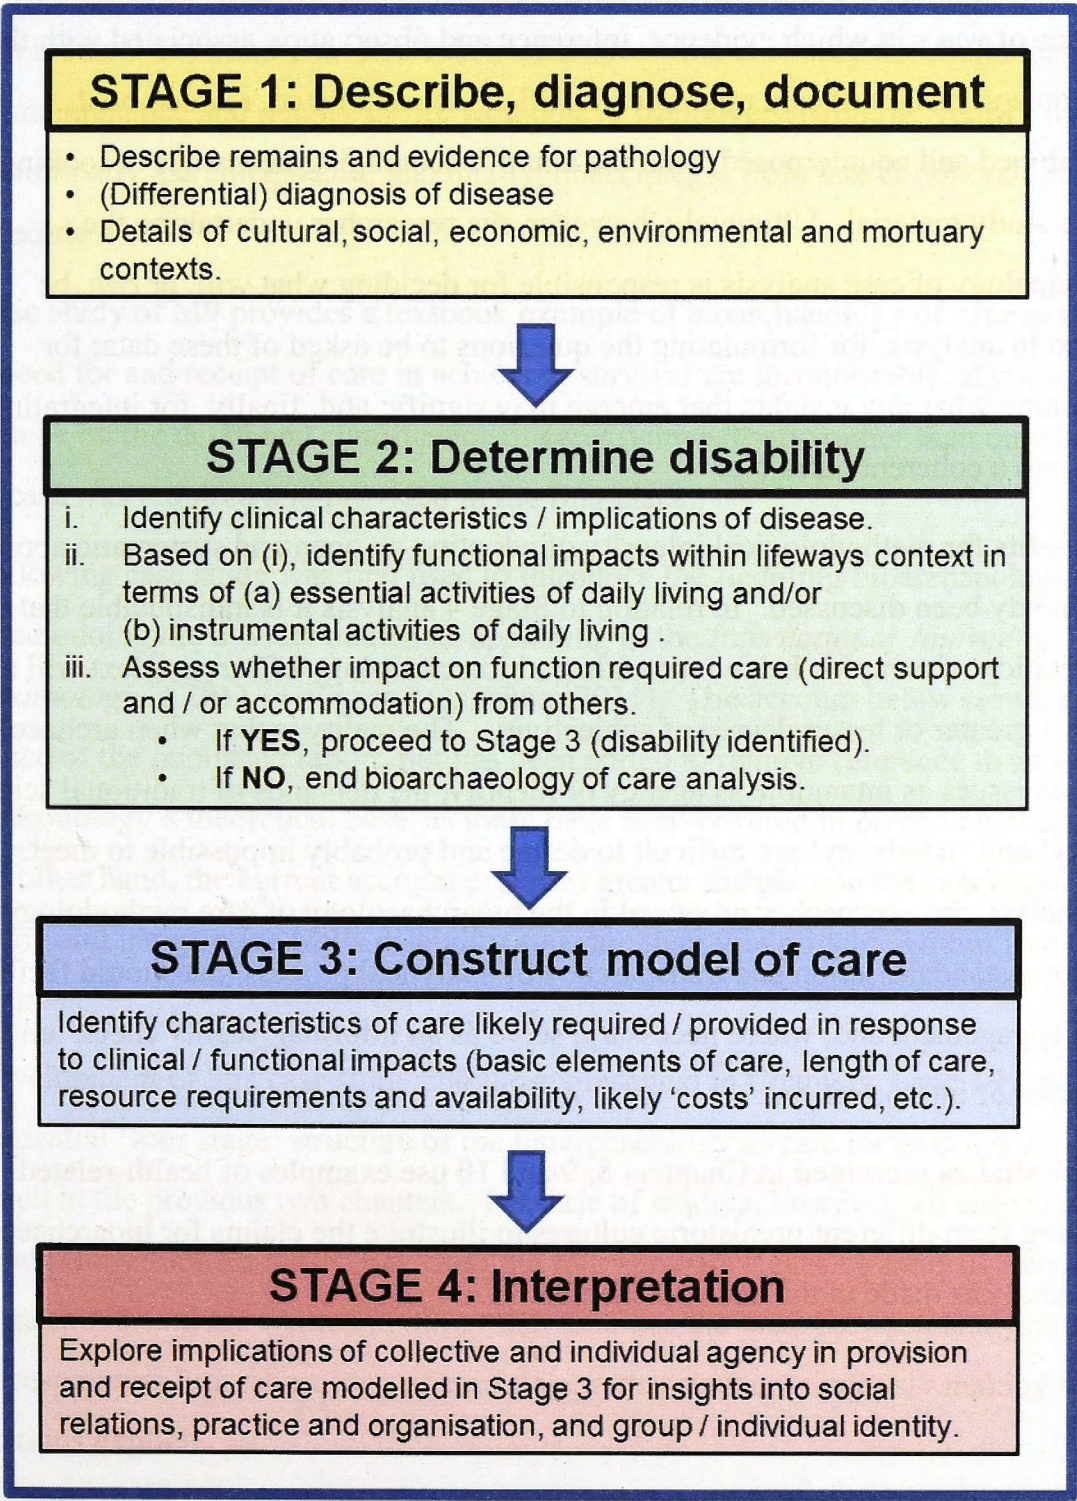 STAGE 1: Describe, diagnose, document
• Describe remains and evidence for pathology
• (Differential) diagnosis of disease
• Details of cultural, social, economic, environmental and mortuary
contexts.
STAGE 2: Determine disability
i. Identify clinical characteristics / implications of disease.
ii. Based on (i), identify functional impacts within lifeways context in
terms of (a) essential activities of daily living and/or
(b) instrumental activities of daily living .
iii. Assess whether impact on function required care (direct support
and / or accommodation) from others.
• If YES, proceed to Stage 3 (disability identified).
• If NO, end bioarchaeology of care analysis.
STAGE 3: Construct model of care
Identify characteristics of care likely required / provided in response
to clinical / functional impacts (basic elements of care, length of care,
resource requirements and availability, likely ‘costs’ incurred, etc.).
STAGE 4: Interpretation
Explore implications of collective and individual agency in provision
and receipt of care modelled in Stage 3 for insights into social
relations, practice and organisation, and group / individual identity.